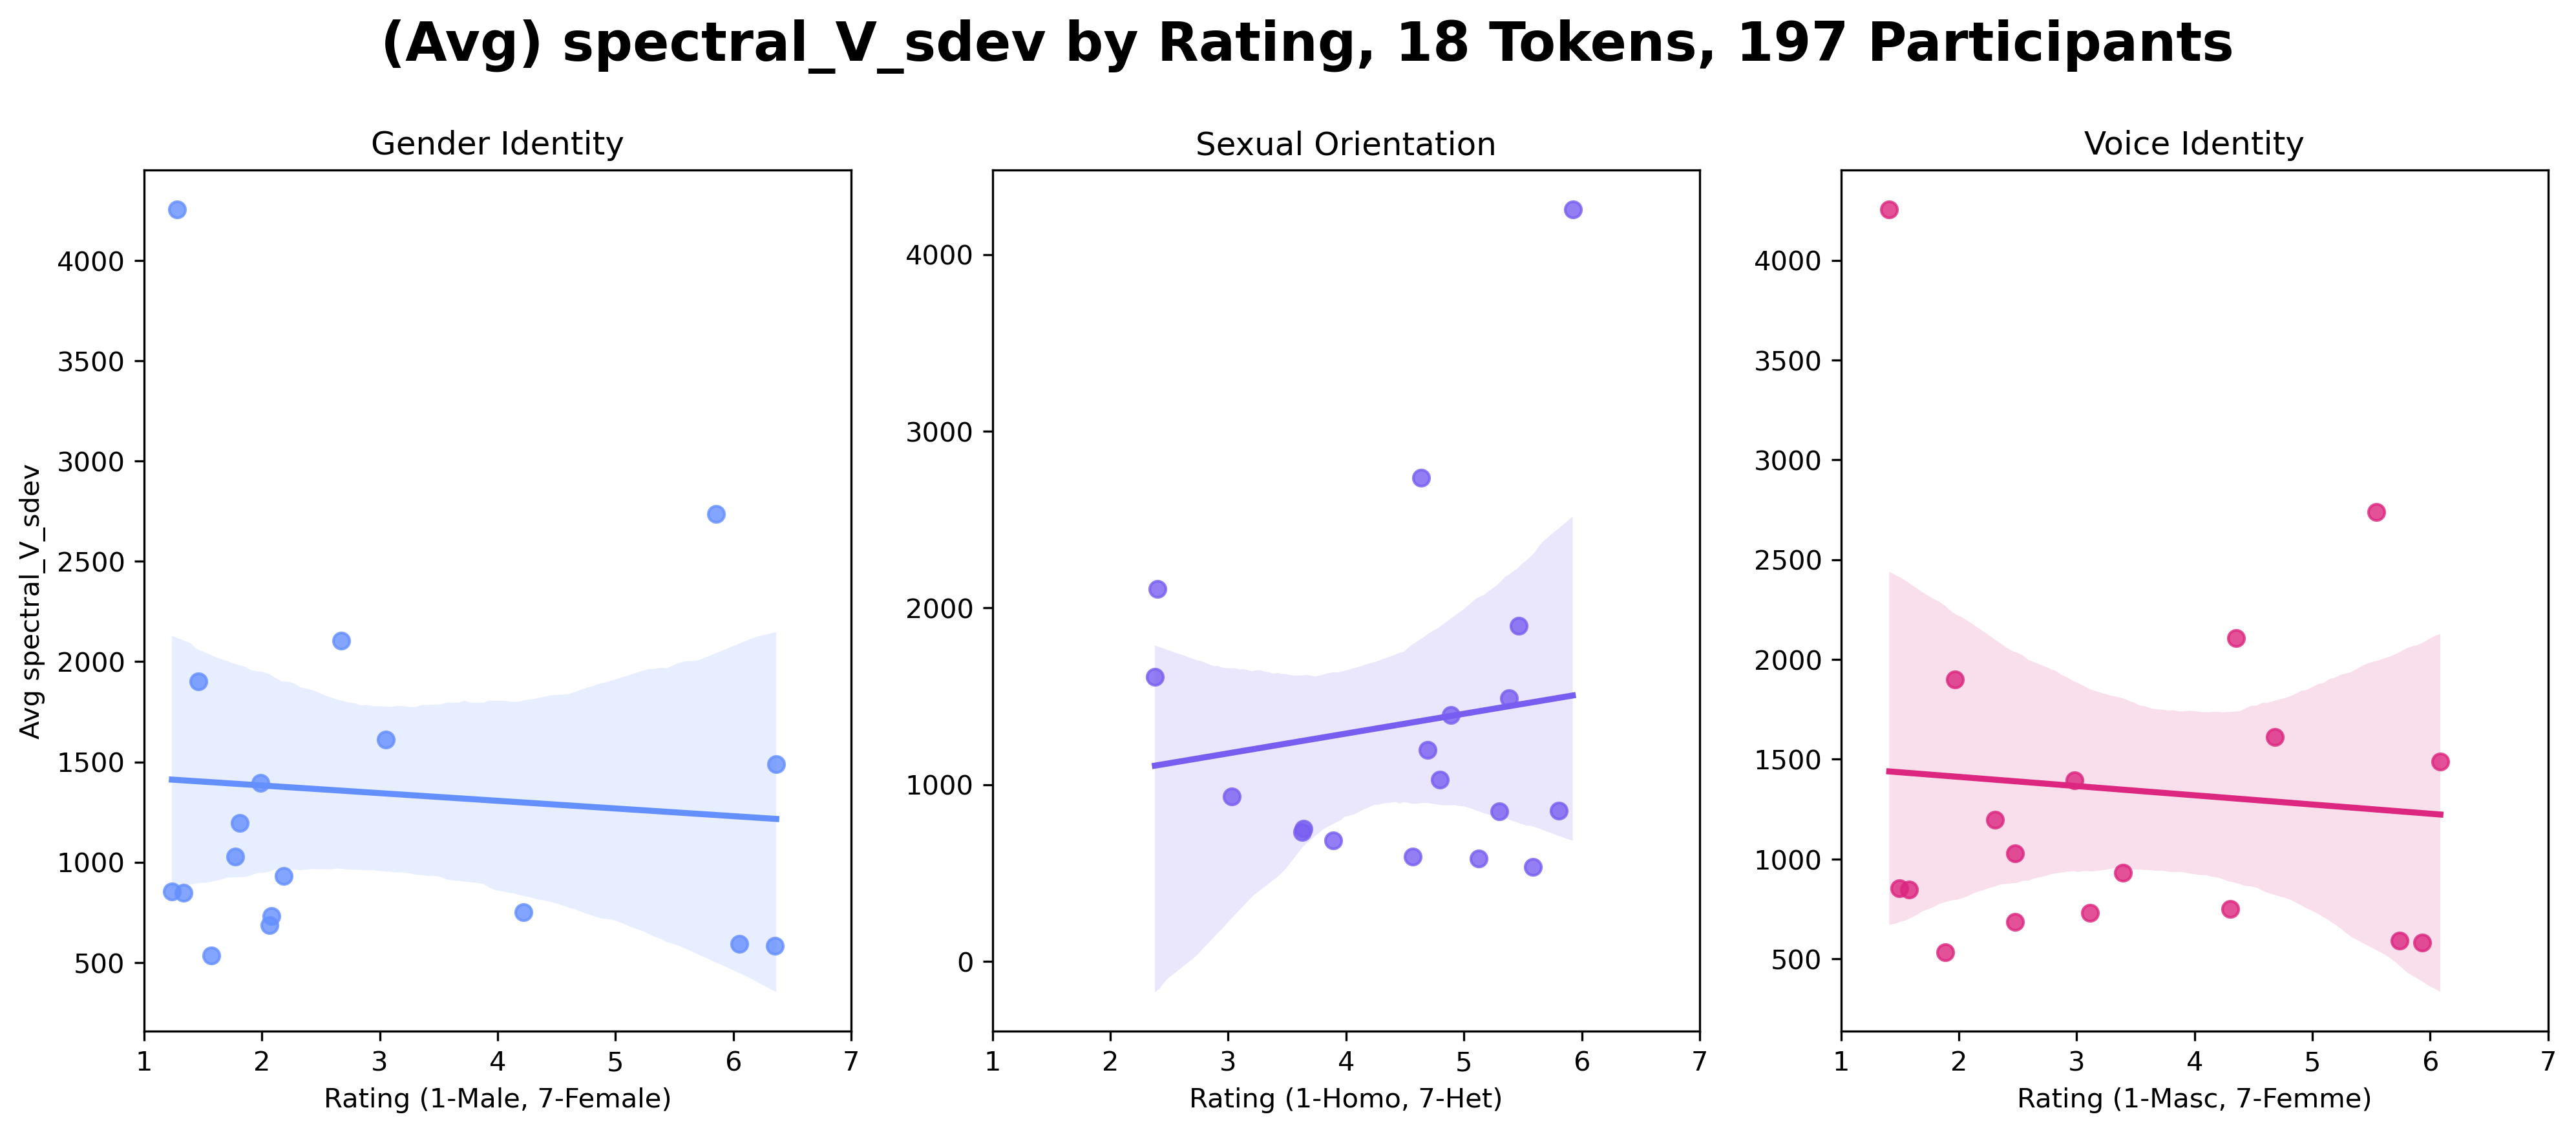 (Avg) spectral_V_sdev by Rating, 18 Tokens, 197 Participants
Gender Identity
Avg spectral_V_sdev
4000
3500
3000
2500
2000
1500
1000
500
1 2 3 4 5 6 7
Rating (1-Male, 7-Female)
Sexual Orientation
4000
3000
2000
1000
0
1 2 3 4 5 6 7
Rating (1-Homo, 7-Het)
Voice Identity
4000
3500
3000
2500
2000
1500
1000
500
1 2 3 4 5 6 7
Rating (1-Masc, 7-Femme)